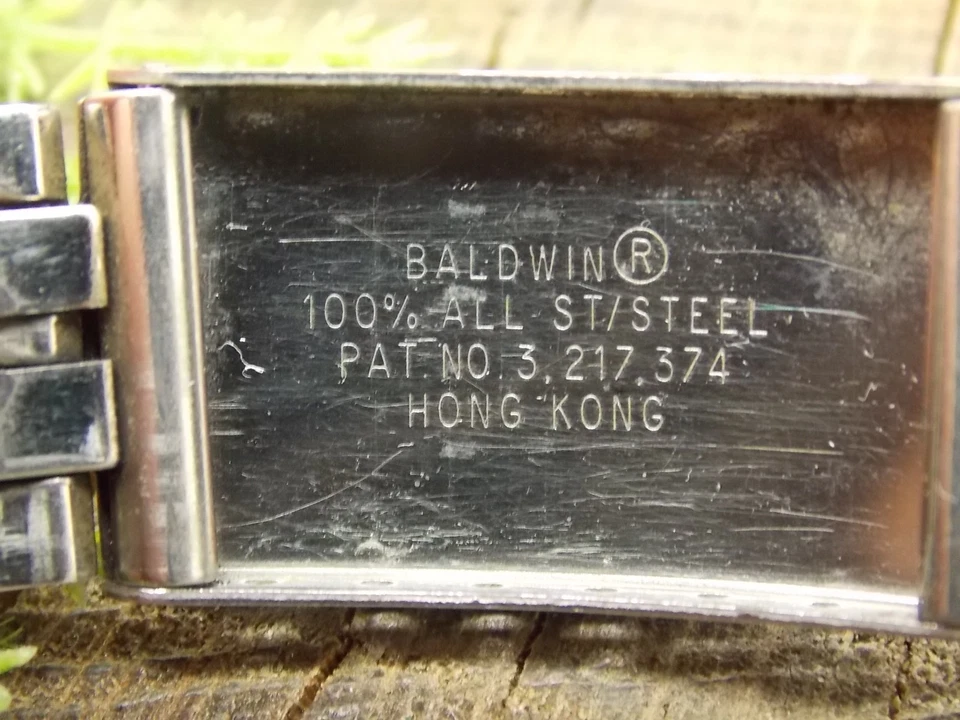 BALDWIN®
100% ALL ST/STEEL
PAT NO 3,217,374
HONG KONG